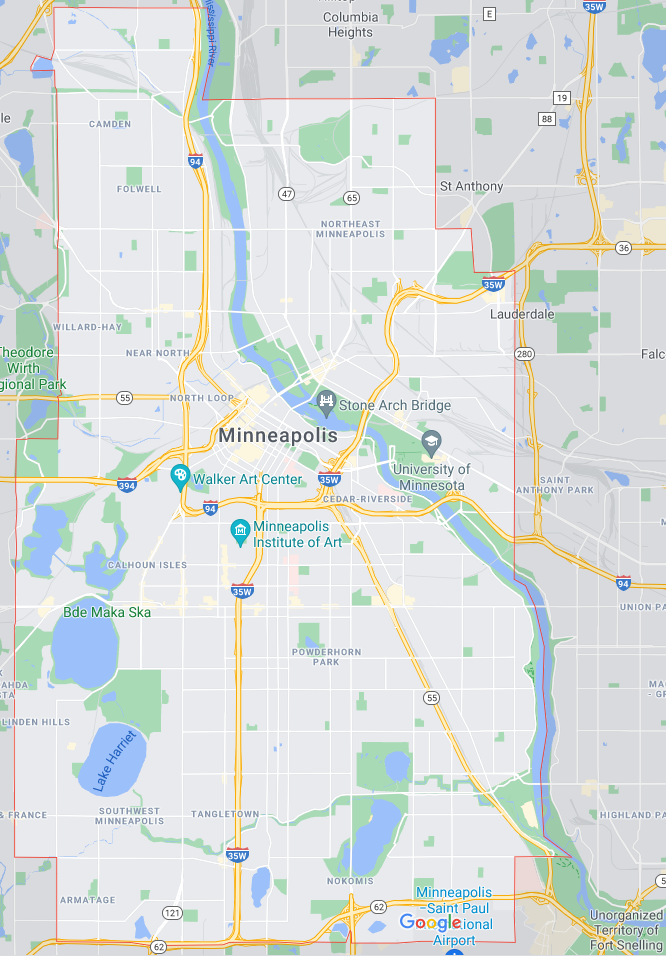 Columbia
Heights
E
35W
Mississippi River
19
88
CAMDEN
94
FOLWELL
47
65
St Anthony
NORTHEAST
MINNEAPOLIS
36
35W
Lauderdale
WILLARD-HAY
NEAR NORTH
280
Theodore
Wirth
gional Park
Falc
55
NORTH LOOP
Stone Arch Bridge
Minneapolis
University of
Minnesota
394
Walker Art Center
35W
CEDAR-RIVERSIDE
SAINT
ANTHONY PARK
94
Minneapolis
Institute of Art
CALHOUN ISLES
94
35W
UNION PA
Bde Maka Ska
POWDERHORN
PARK
AHDA
STA
MAC
- GR
55
LINDEN HILLS
Lake Harriet
& FRANCE
SOUTHWEST
MINNEAPOLIS
TANGLETOWN
HIGHLAND PA
35W
NOKOMIS
ARMATAGE
121
62
Minneapolis
Saint Paul
ional
Airport
Google
Unorganized
Territory of
Fort Snelling
62